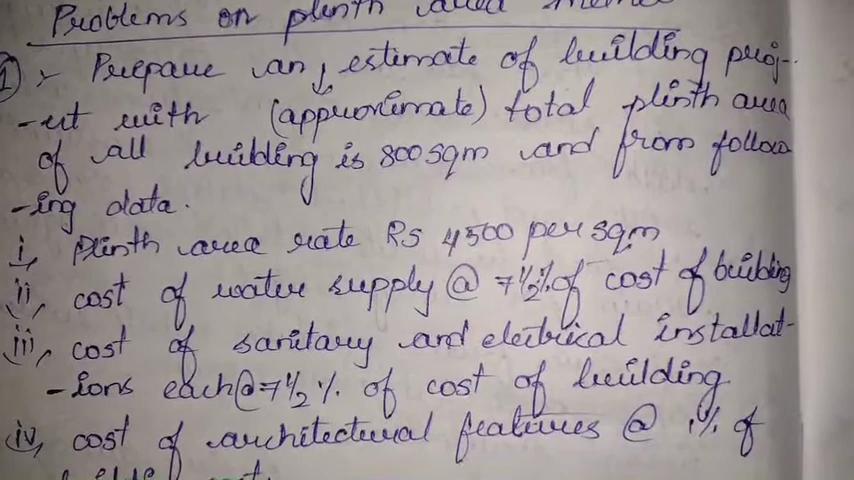 Problems on plinth area method
1) :- Prepare an, estimate of building proj-
-ect with (approximate) total plinth area
of all building is 800 sqm and from follow
-ing data.
i, plinth area rate Rs 4500 per sqm
ii, cost of water supply @ 7½% of cost of building
iii, cost of sanitary and electrical installat-
-ions each @ 7½ % of cost of building
iv, cost of architectural features @ 1% of